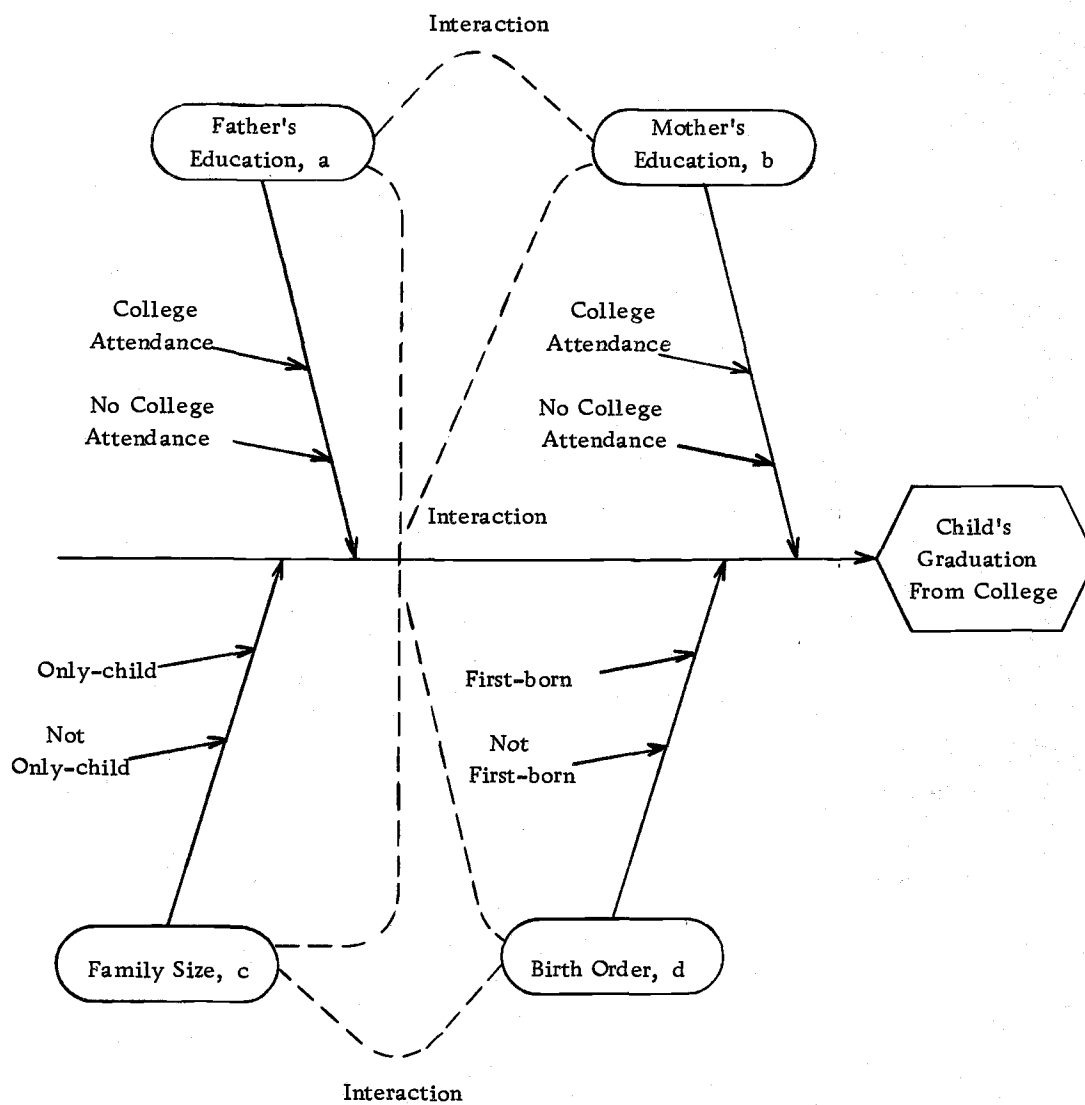 Interaction
Father's
Education, a
Mother's
Education, b
College
Attendance
No College
Attendance
College
Attendance
No College
Attendance
Interaction
Child's
Graduation
From College
Only-child
Not
Only-child
First-born
Not
First-born
Family Size, c
Birth Order, d
Interaction